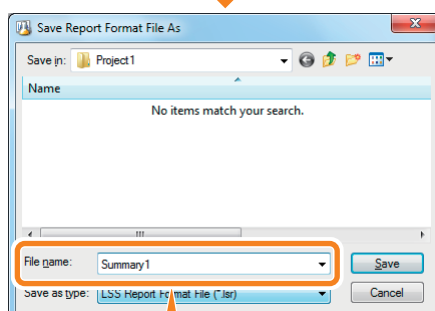 Save Report Format File As
Save in: Project1
Name
No items match your search.
File name: Summary1 Save
Save as type: LSS Report Format File (*.lsr) Cancel